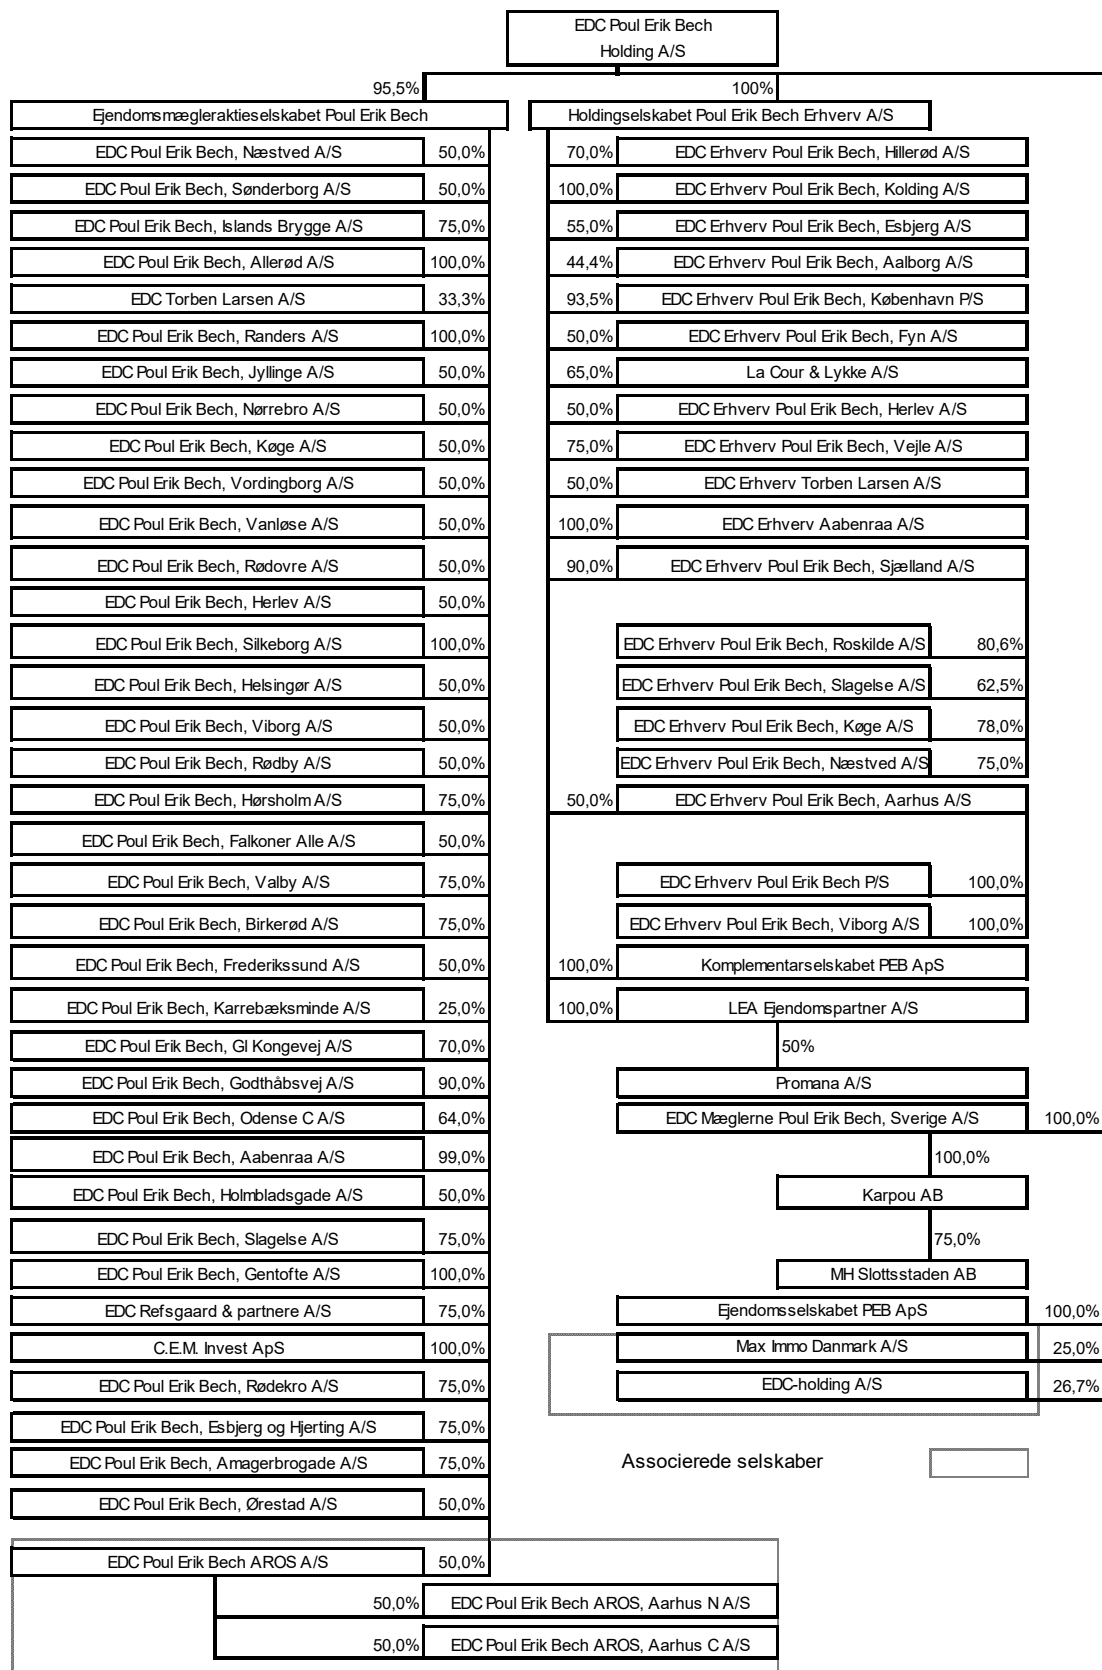 EDC Poul Erik Bech
Holding A/S
95,5%
100%
Ejendomsmægleraktieselskabet Poul Erik Bech
Holdingselskabet Poul Erik Bech Erhverv A/S
EDC Poul Erik Bech, Næstved A/S 50,0%
70,0% EDC Erhverv Poul Erik Bech, Hillerød A/S
EDC Poul Erik Bech, Sønderborg A/S 50,0%
100,0% EDC Erhverv Poul Erik Bech, Kolding A/S
EDC Poul Erik Bech, Islands Brygge A/S 75,0%
55,0% EDC Erhverv Poul Erik Bech, Esbjerg A/S
EDC Poul Erik Bech, Allerød A/S 100,0%
44,4% EDC Erhverv Poul Erik Bech, Aalborg A/S
EDC Torben Larsen A/S 33,3%
93,5% EDC Erhverv Poul Erik Bech, København P/S
EDC Poul Erik Bech, Randers A/S 100,0%
50,0% EDC Erhverv Poul Erik Bech, Fyn A/S
EDC Poul Erik Bech, Jyllinge A/S 50,0%
65,0% La Cour & Lykke A/S
EDC Poul Erik Bech, Nørrebro A/S 50,0%
50,0% EDC Erhverv Poul Erik Bech, Herlev A/S
EDC Poul Erik Bech, Køge A/S 50,0%
75,0% EDC Erhverv Poul Erik Bech, Vejle A/S
EDC Poul Erik Bech, Vordingborg A/S 50,0%
50,0% EDC Erhverv Torben Larsen A/S
EDC Poul Erik Bech, Vanløse A/S 50,0%
100,0% EDC Erhverv Aabenraa A/S
EDC Poul Erik Bech, Rødovre A/S 50,0%
90,0% EDC Erhverv Poul Erik Bech, Sjælland A/S
EDC Poul Erik Bech, Herlev A/S 50,0%
EDC Poul Erik Bech, Silkeborg A/S 100,0%
EDC Erhverv Poul Erik Bech, Roskilde A/S 80,6%
EDC Poul Erik Bech, Helsingør A/S 50,0%
EDC Erhverv Poul Erik Bech, Slagelse A/S 62,5%
EDC Poul Erik Bech, Viborg A/S 50,0%
EDC Erhverv Poul Erik Bech, Køge A/S 78,0%
EDC Poul Erik Bech, Rødby A/S 50,0%
EDC Erhverv Poul Erik Bech, Næstved A/S 75,0%
EDC Poul Erik Bech, Hørsholm A/S 75,0%
50,0% EDC Erhverv Poul Erik Bech, Aarhus A/S
EDC Poul Erik Bech, Falkoner Alle A/S 50,0%
EDC Poul Erik Bech, Valby A/S 75,0%
EDC Erhverv Poul Erik Bech P/S 100,0%
EDC Poul Erik Bech, Birkerød A/S 75,0%
EDC Erhverv Poul Erik Bech, Viborg A/S 100,0%
EDC Poul Erik Bech, Frederikssund A/S 50,0%
100,0% Komplementarselskabet PEB ApS
EDC Poul Erik Bech, Karrebæksminde A/S 25,0%
100,0% LEA Ejendomspartner A/S
EDC Poul Erik Bech, Gl Kongevej A/S 70,0%
50%
EDC Poul Erik Bech, Godthåbsvej A/S 90,0%
Promana A/S
EDC Poul Erik Bech, Odense C A/S 64,0%
EDC Mæglerne Poul Erik Bech, Sverige A/S 100,0%
EDC Poul Erik Bech, Aabenraa A/S 99,0%
100,0%
EDC Poul Erik Bech, Holmbladsgade A/S 50,0%
Karpou AB
EDC Poul Erik Bech, Slagelse A/S 75,0%
75,0%
EDC Poul Erik Bech, Gentofte A/S 100,0%
MH Slottsstaden AB
EDC Refsgaard & partnere A/S 75,0%
Ejendomsselskabet PEB ApS 100,0%
C.E.M. Invest ApS 100,0%
Max Immo Danmark A/S 25,0%
EDC Poul Erik Bech, Rødekro A/S 75,0%
EDC-holding A/S 26,7%
EDC Poul Erik Bech, Esbjerg og Hjerting A/S 75,0%
EDC Poul Erik Bech, Amagerbrogade A/S 75,0%
Associerede selskaber
EDC Poul Erik Bech, Ørestad A/S 50,0%
EDC Poul Erik Bech AROS A/S 50,0%
50,0% EDC Poul Erik Bech AROS, Aarhus N A/S
50,0% EDC Poul Erik Bech AROS, Aarhus C A/S